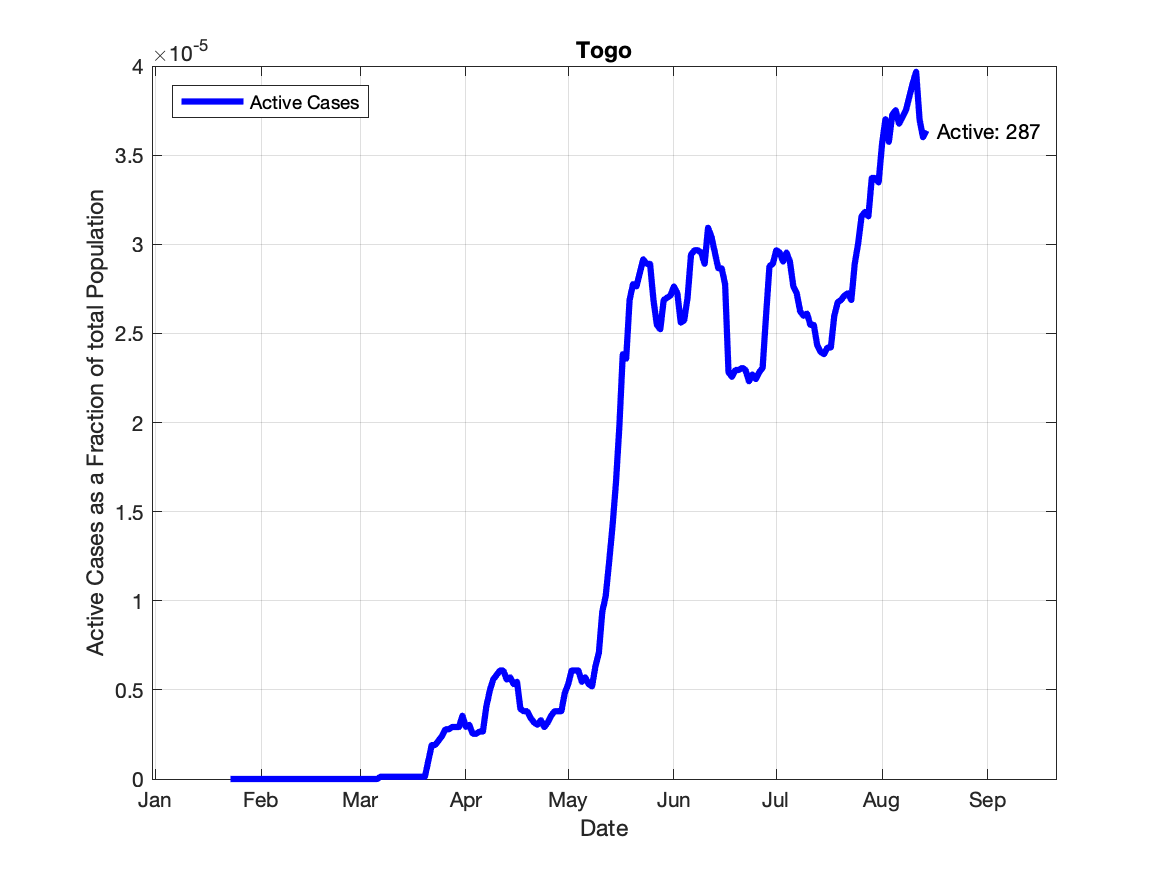 Togo
×10-5
4
3.5
3
2.5
2
1.5
1
0.5
0
Active Cases as a Fraction of total Population
Active Cases
Active: 287
Jan Feb Mar Apr May Jun Jul Aug Sep
Date